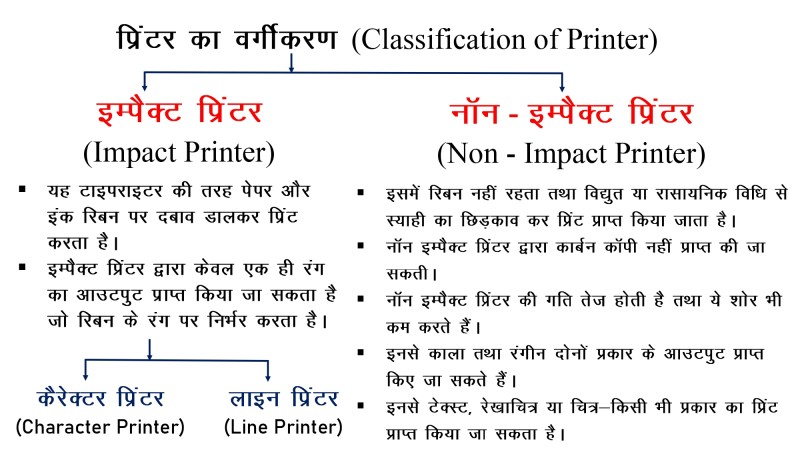 प्रिंटर का वर्गीकरण (Classification of Printer)
इम्पैक्ट प्रिंटर
(Impact Printer)
▪ यह टाइपराइटर की तरह पेपर और
इंक रिबन पर दबाव डालकर प्रिंट
करता है।
▪ इम्पैक्ट प्रिंटर द्वारा केवल एक ही रंग
का आउटपुट प्राप्त किया जा सकता है
जो रिबन के रंग पर निर्भर करता है।
कैरेक्टर प्रिंटर
(Character Printer)
लाइन प्रिंटर
(Line Printer)
नॉन - इम्पैक्ट प्रिंटर
(Non - Impact Printer)
▪ इसमें रिबन नहीं रहता तथा विद्युत या रासायनिक विधि से
स्याही का छिड़काव कर प्रिंट प्राप्त किया जाता है।
▪ नॉन इम्पैक्ट प्रिंटर द्वारा कार्बन कॉपी नहीं प्राप्त की जा
सकती।
▪ नॉन इम्पैक्ट प्रिंटर की गति तेज होती है तथा ये शोर भी
कम करते हैं।
▪ इनसे काला तथा रंगीन दोनों प्रकार के आउटपुट प्राप्त
किए जा सकते हैं।
▪ इनसे टेक्स्ट, रेखाचित्र या चित्र–किसी भी प्रकार का प्रिंट
प्राप्त किया जा सकता है।